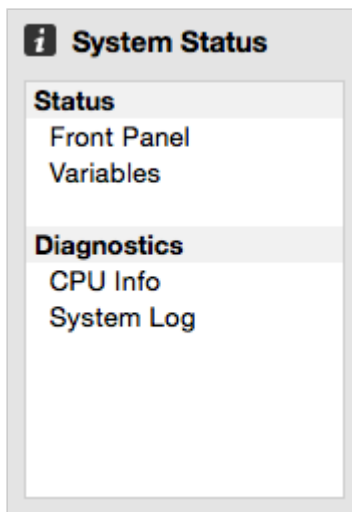 System Status
Status
Front Panel
Variables
Diagnostics
CPU Info
System Log